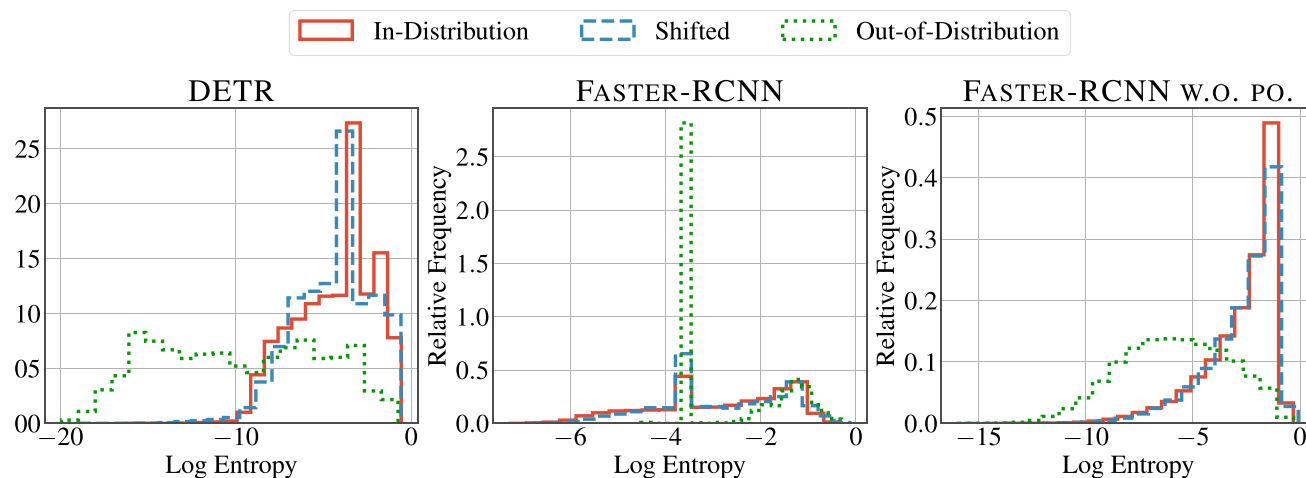 In-Distribution Shifted Out-of-Distribution
DETR
25
20
15
10
05
00
−20 −10 0
Log Entropy
FASTER-RCNN
Relative Frequency
2.5
2.0
1.5
1.0
0.5
0.0
−6 −4 −2 0
Log Entropy
FASTER-RCNN W.O. PO.
Relative Frequency
0.5
0.4
0.3
0.2
0.1
0.0
−15 −10 −5 0
Log Entropy